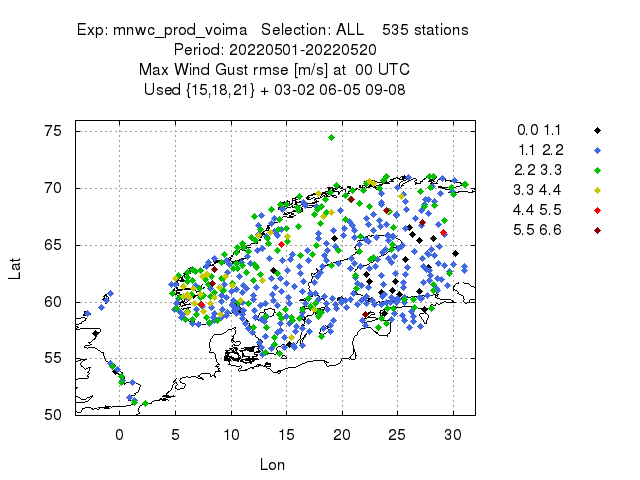 Exp: mnwc_prod_voima   Selection: ALL    535 stations
Period: 20220501-20220520
Max Wind Gust rmse [m/s] at  00 UTC
Used {15,18,21} + 03-02 06-05 09-08
0.0 1.1
1.1 2.2
2.2 3.3
3.3 4.4
4.4 5.5
5.5 6.6
75
70
65
60
55
50
Lat
0 5 10 15 20 25 30
Lon